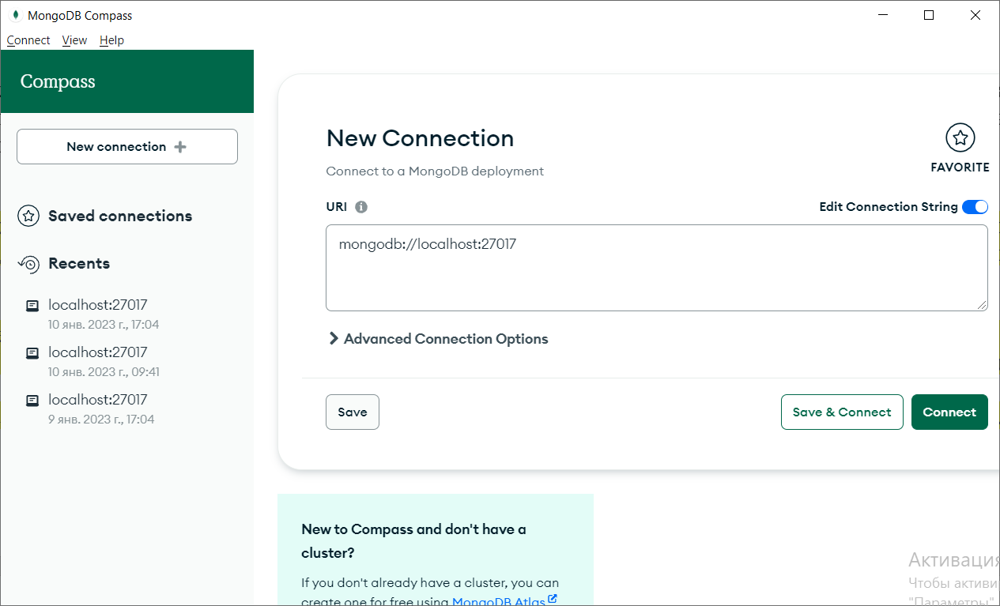 MongoDB Compass
Connect View Help
Compass
New connection
Saved connections
Recents
localhost:27017
10 янв. 2023 г., 17:04
localhost:27017
10 янв. 2023 г., 09:41
localhost:27017
9 янв. 2023 г., 17:04
New Connection
FAVORITE
Connect to a MongoDB deployment
URI
Edit Connection String
mongodb://localhost:27017
Advanced Connection Options
Save
Save & Connect
Connect
New to Compass and don't have a
cluster?
If you don't already have a cluster, you can
create one for free using MongoDB Atlas
Активация
Чтобы активи
"Параметры"